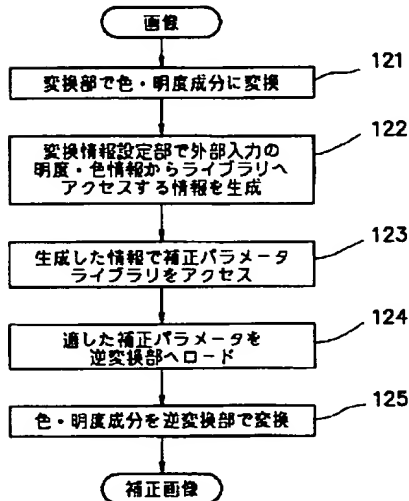 画像
変換部で色・明度成分に変換
121
変換情報設定部で外部入力の
明度・色情報からライブラリへ
アクセスする情報を生成
122
生成した情報で補正パラメータ
ライブラリをアクセス
123
適した補正パラメータを
逆変換部へロード
124
色・明度成分を逆変換部で変換
125
補正画像